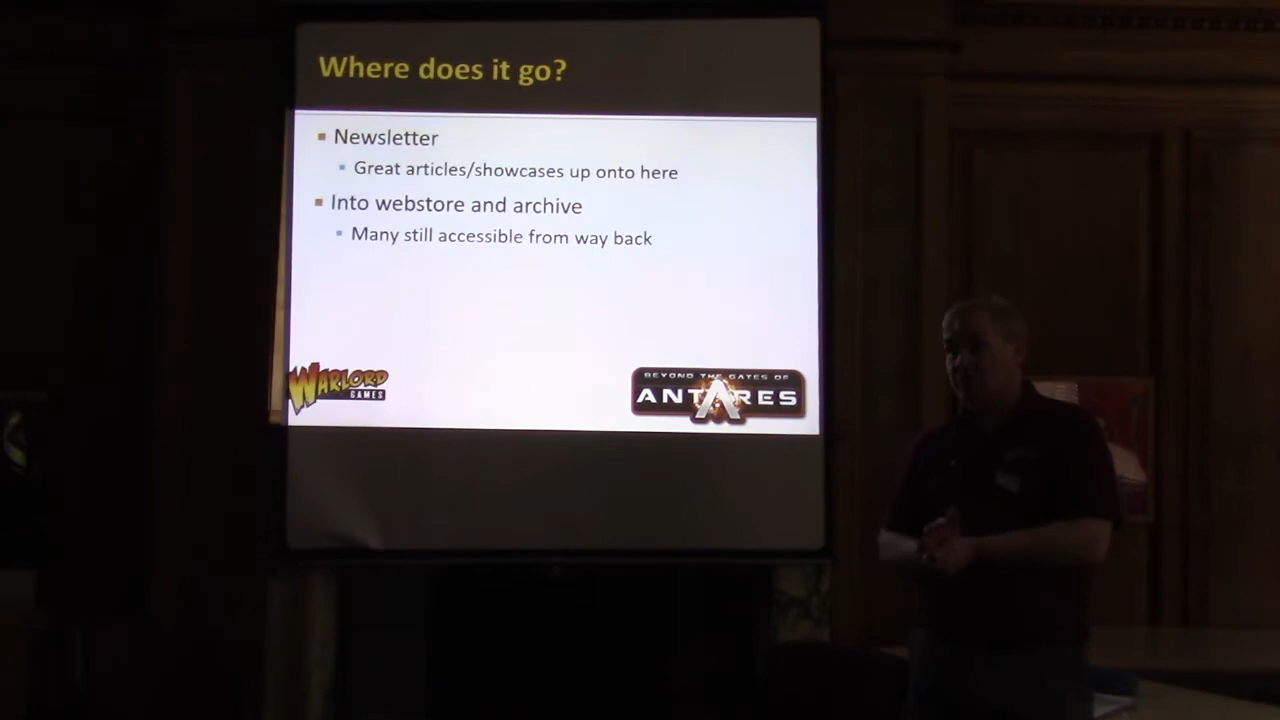 Where does it go?
Newsletter
Great articles/showcases up onto here
Into webstore and archive
Many still accessible from way back
WARLORD
GAMES
BEYOND THE GATES OF
ANTARES